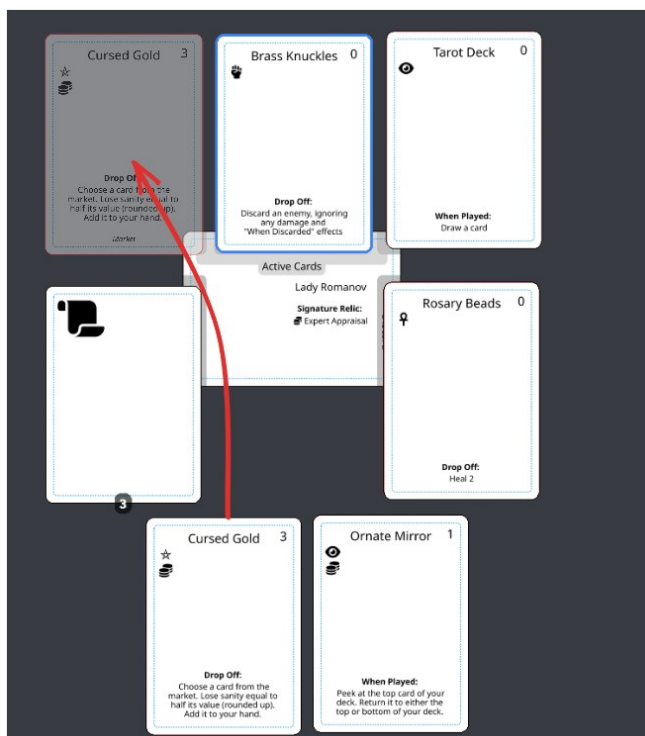 Cursed Gold 3
Drop Off:
Choose a card from the
market. Lose sanity equal to
half its value (rounded up).
Add it to your hand.
Market
Brass Knuckles 0
Drop Off:
Discard an enemy, ignoring
any damage and
"When Discarded" effects
Tarot Deck 0
When Played:
Draw a card
Active Cards
Lady Romanov
Signature Relic:
Expert Appraisal
3
Rosary Beads 0
Drop Off:
Heal 2
Cursed Gold 3
Drop Off:
Choose a card from the
market. Lose sanity equal to
half its value (rounded up).
Add it to your hand.
Ornate Mirror 1
When Played:
Peek at the top card of your
deck. Return it to either the
top or bottom of your deck.